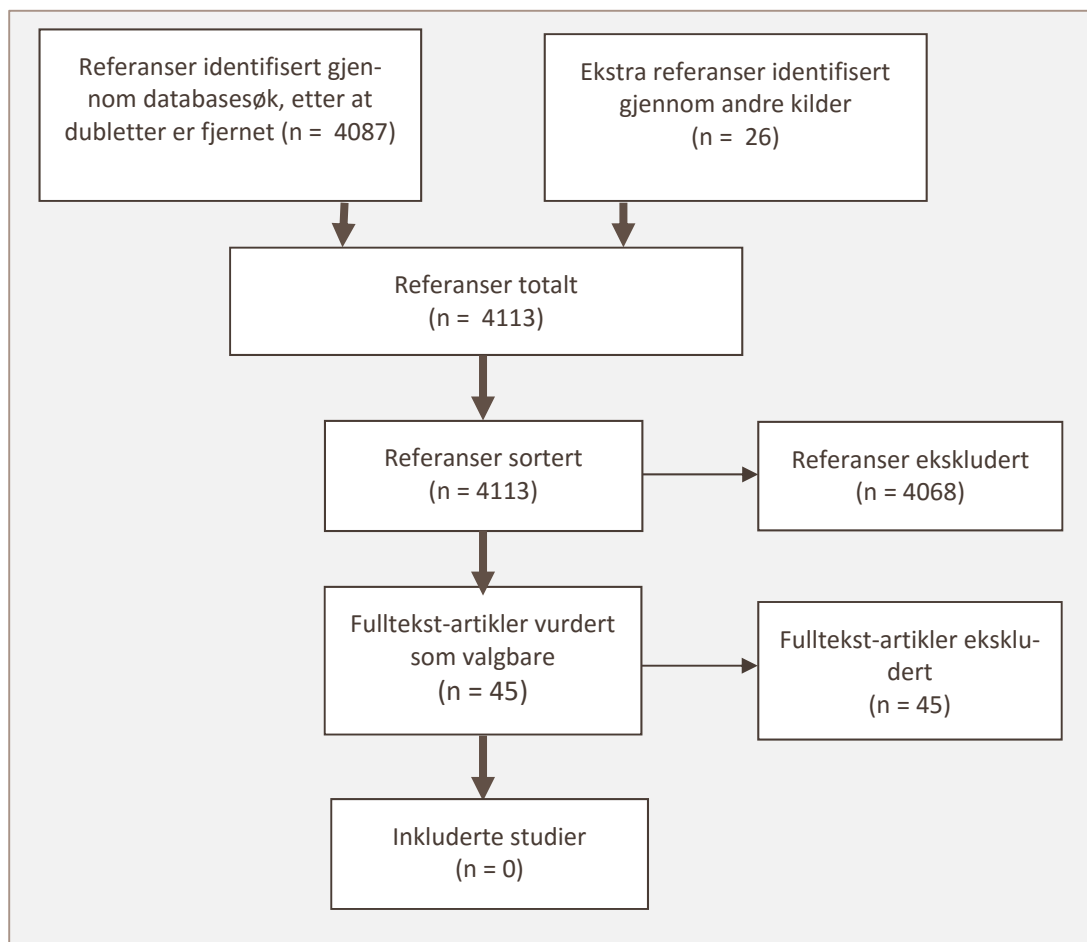 Referanser identifisert gjen-
nom databasesøk, etter at
dubletter er fjernet (n =  4087)
Ekstra referanser identifisert
gjennom andre kilder
(n =  26)
Referanser totalt
(n =  4113)
Referanser sortert
(n = 4113)
Referanser ekskludert
(n = 4068)
Fulltekst-artikler vurdert
som valgbare
(n = 45)
Fulltekst-artikler eksklu-
dert
(n = 45)
Inkluderte studier
(n = 0)